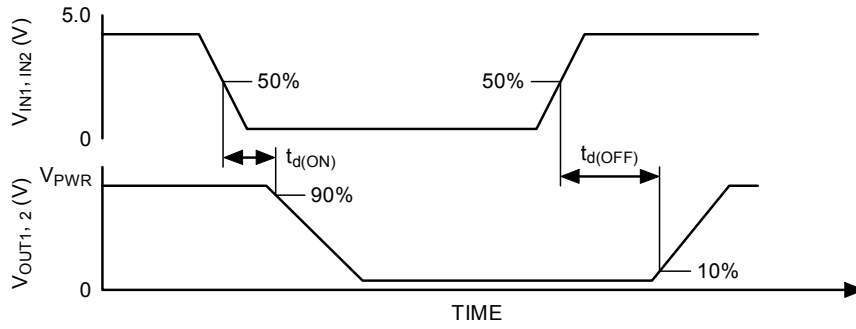 5.0
V_IN1, IN2 (V)
50%
50%
0
t_d(ON)
t_d(OFF)
V_PWR
90%
V_OUT1, 2 (V)
10%
0
TIME